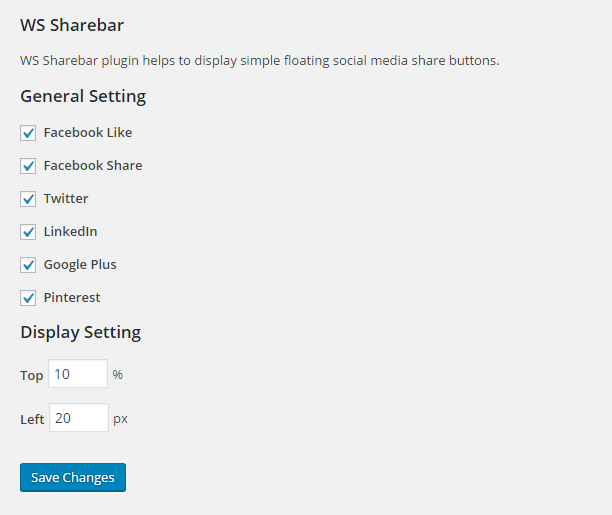 WS Sharebar
WS Sharebar plugin helps to display simple floating social media share buttons.
General Setting
Facebook Like
Facebook Share
Twitter
LinkedIn
Google Plus
Pinterest
Display Setting
Top 10 %
Left 20 px
Save Changes